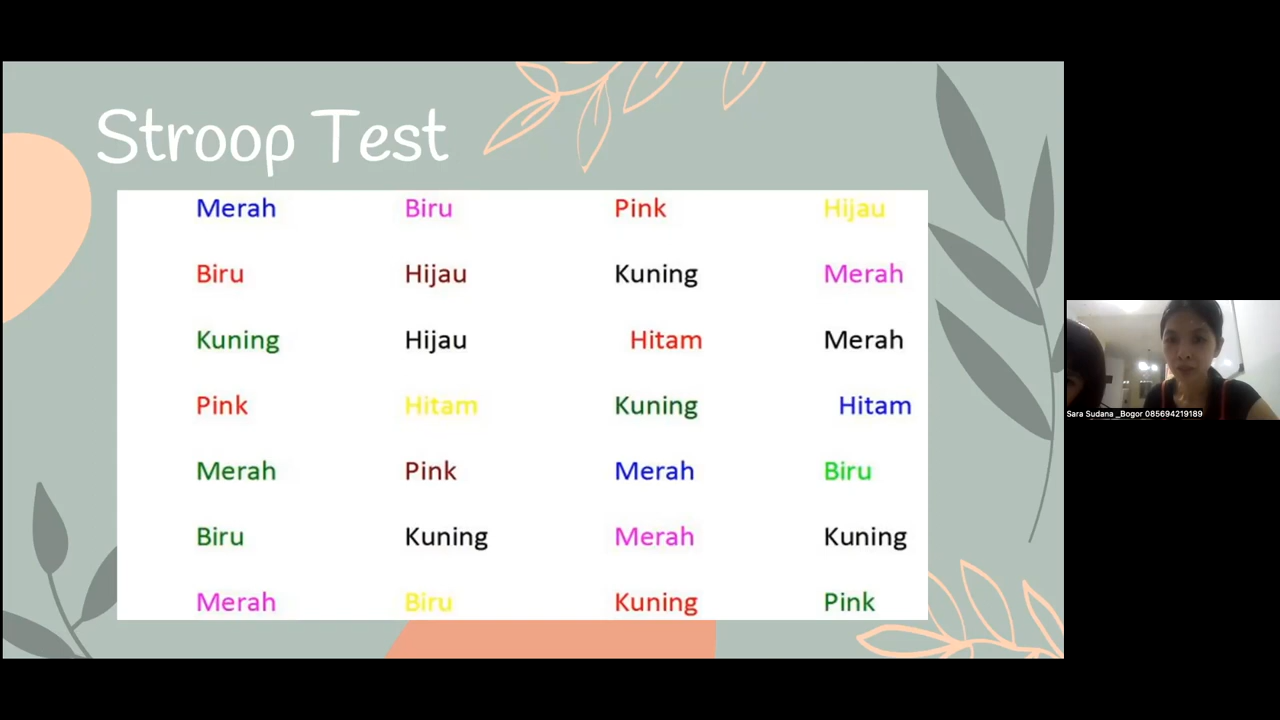 Stroop Test
Merah Biru Pink Hijau
Biru Hijau Kuning Merah
Kuning Hijau Hitam Merah
Pink Hitam Kuning Hitam
Merah Pink Merah Biru
Biru Kuning Merah Kuning
Merah Biru Kuning Pink
Sara Sudana _Bogor 085694219189